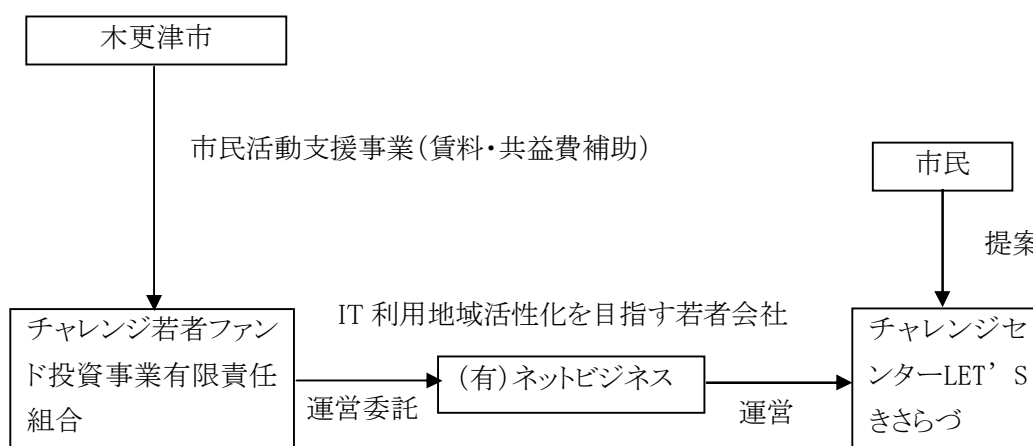 木更津市
市民活動支援事業(賃料・共益費補助)
市民
提案
IT 利用地域活性化を目指す若者会社
チャレンジ若者ファン
ド投資事業有限責任
組合
(有)ネットビジネス
運営委託
運営
チャレンジセ
ンターLET’S
きさらづ